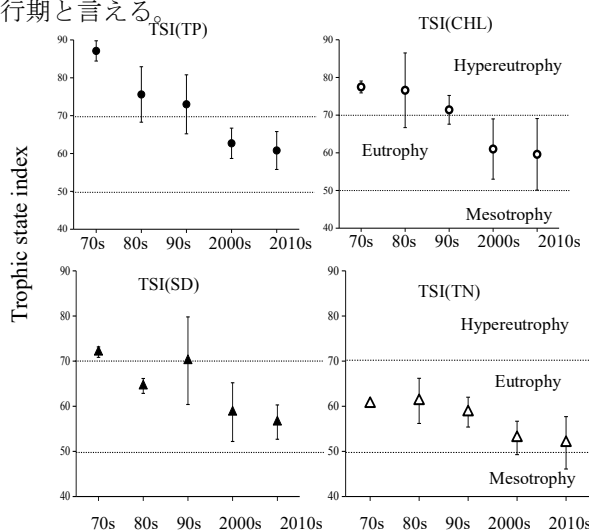 行期と言える。
TSI(TP)
90
80
70
60
50
40
70s 80s 90s 2000s 2010s
TSI(CHL)
Hypereutrophy
Eutrophy
Mesotrophy
90
80
70
60
50
40
70s 80s 90s 2000s 2010s
Trophic state index
TSI(SD)
90
80
70
60
50
40
70s 80s 90s 2000s 2010s
TSI(TN)
Hypereutrophy
Eutrophy
Mesotrophy
90
80
70
60
50
40
70s 80s 90s 2000s 2010s